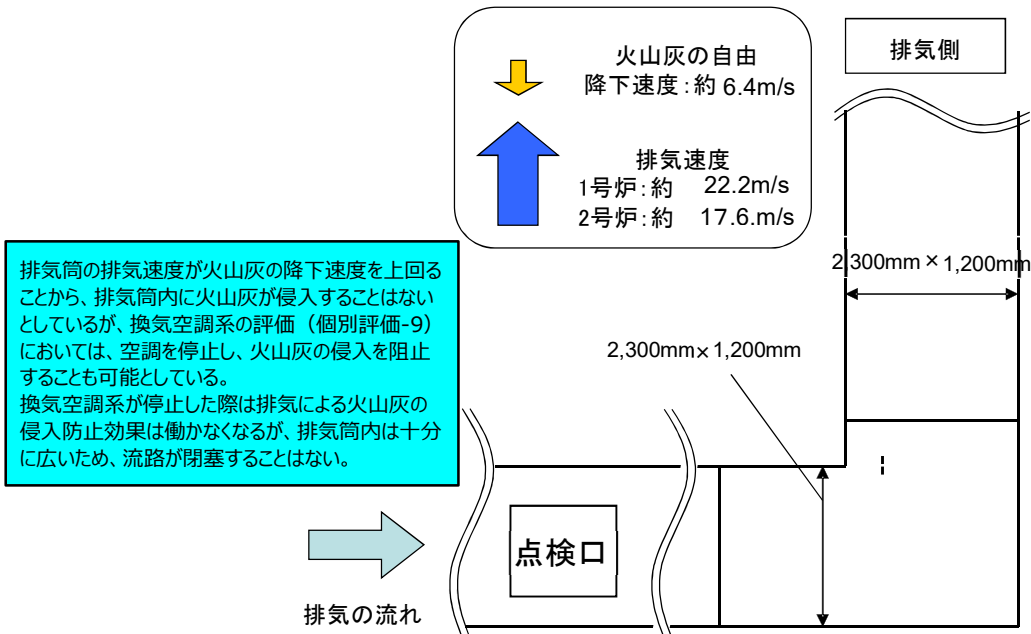 火山灰の自由
降下速度：約 6.4m/s
排気速度
1号炉：約 22.2m/s
2号炉：約 17.6.m/s
排気側
排気筒の排気速度が火山灰の降下速度を上回る
ことから、排気筒内に火山灰が侵入することはない
としているが、換気空調系の評価（個別評価-9）
においては、空調を停止し、火山灰の侵入を阻止
することも可能としている。
換気空調系が停止した際は排気による火山灰の
侵入防止効果は働かなくなるが、排気筒内は十分
に広いため、流路が閉塞することはない。
2,300mm×1,200mm
2,300mm×1,200mm
点検口
排気の流れ